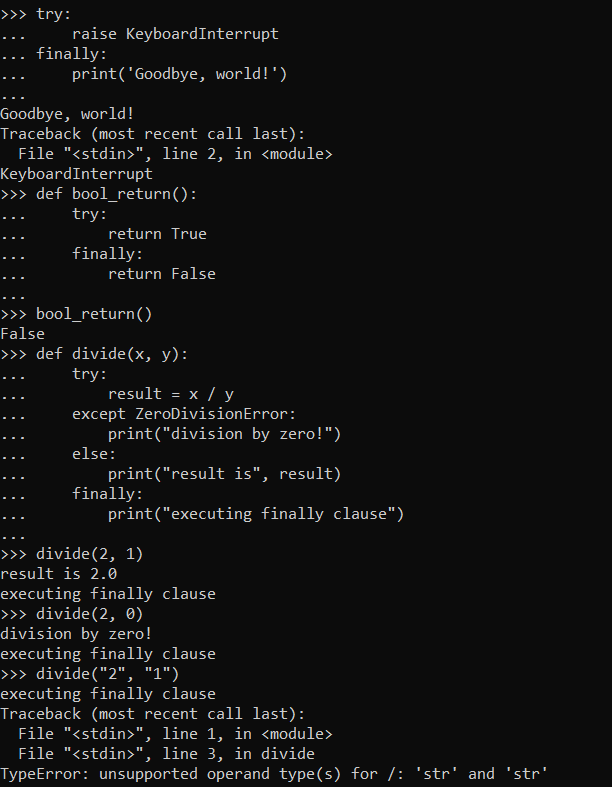 >>> try:
...     raise KeyboardInterrupt
... finally:
...     print('Goodbye, world!')
...
Goodbye, world!
Traceback (most recent call last):
  File "<stdin>", line 2, in <module>
KeyboardInterrupt
>>> def bool_return():
...     try:
...         return True
...     finally:
...         return False
...
>>> bool_return()
False
>>> def divide(x, y):
...     try:
...         result = x / y
...     except ZeroDivisionError:
...         print("division by zero!")
...     else:
...         print("result is", result)
...     finally:
...         print("executing finally clause")
...
>>> divide(2, 1)
result is 2.0
executing finally clause
>>> divide(2, 0)
division by zero!
executing finally clause
>>> divide("2", "1")
executing finally clause
Traceback (most recent call last):
  File "<stdin>", line 1, in <module>
  File "<stdin>", line 3, in divide
TypeError: unsupported operand type(s) for /: 'str' and 'str'